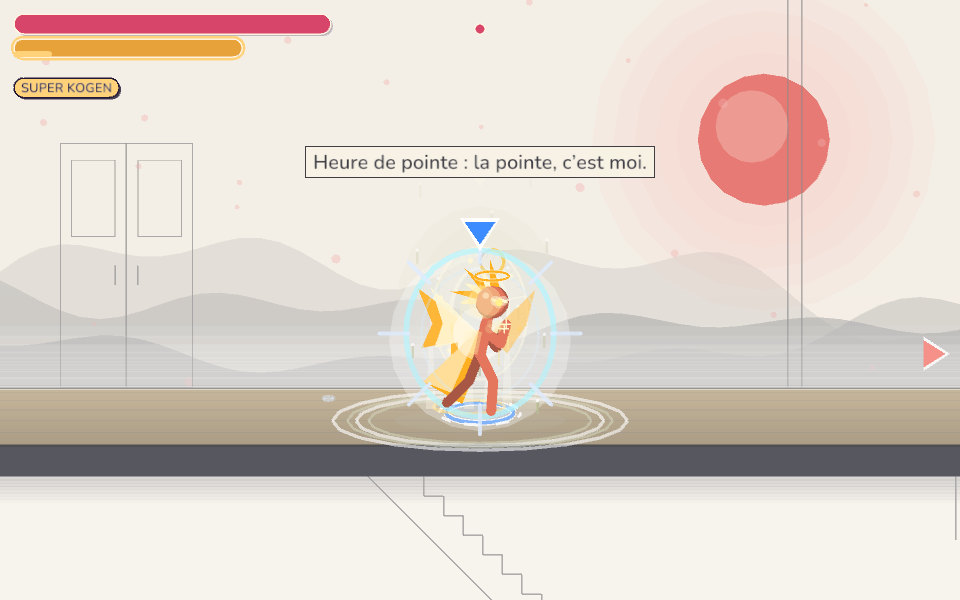 SUPER KOGEN
Heure de pointe : la pointe, c’est moi.